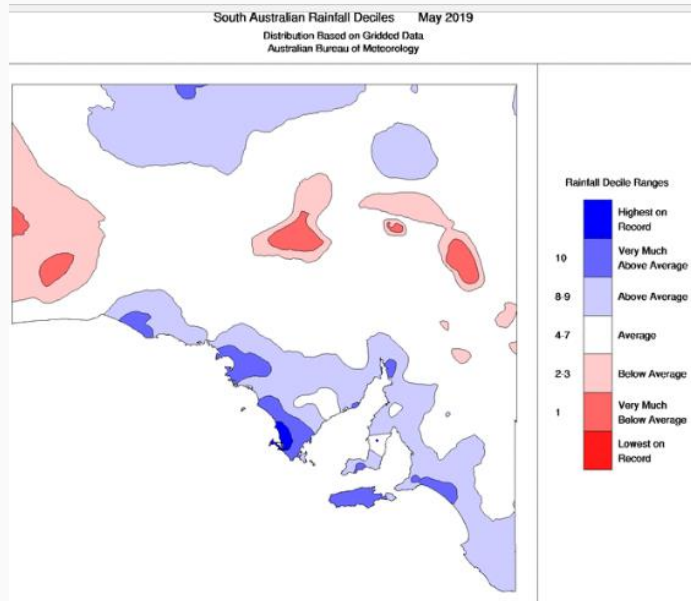 South Australian Rainfall Deciles May 2019
Distribution Based on Gridded Data
Australian Bureau of Meteorology
Rainfall Decile Ranges
Highest on
Record
10
Very Much
Above Average
8-9
Above Average
4-7
Average
2-3
Below Average
1
Very Much
Below Average
Lowest on
Record